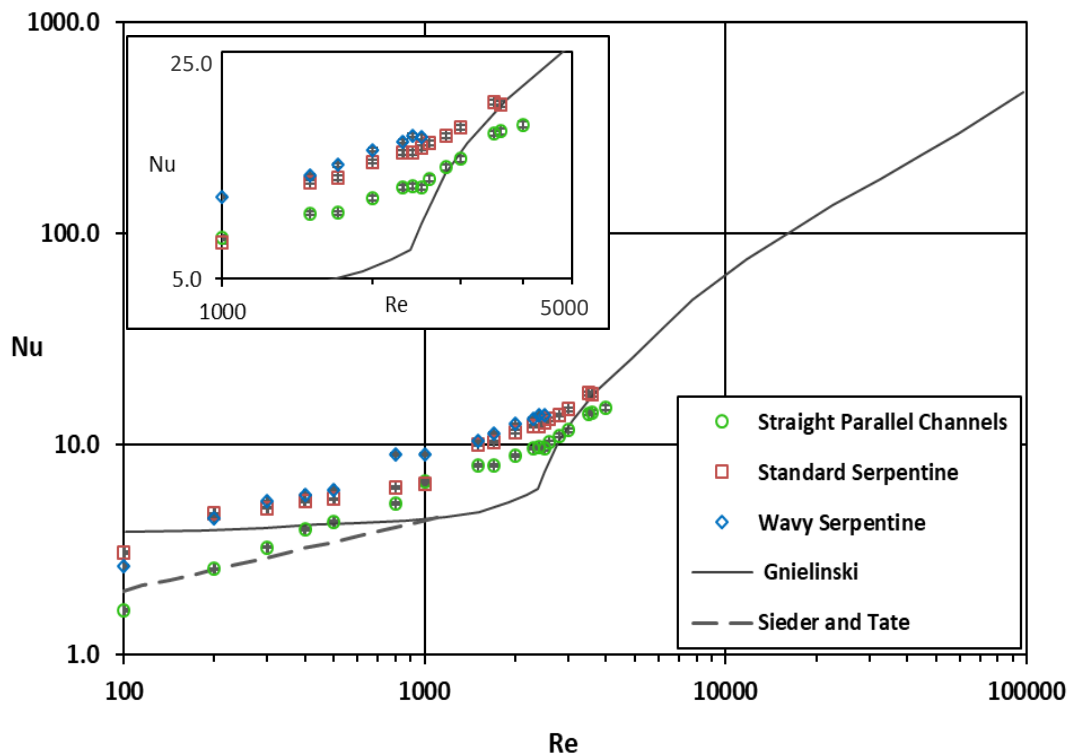 1000.0
25.0
Nu
5.0
1000
Re
5000
100.0
Nu
10.0
1.0
Straight Parallel Channels
Standard Serpentine
Wavy Serpentine
Gnielinski
Sieder and Tate
100
1000
10000
100000
Re